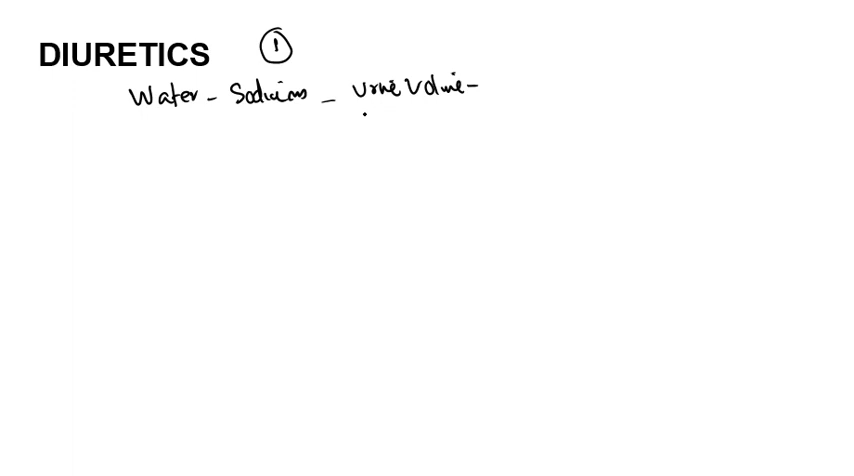 DIURETICS ①
Water - Sodium - Urine Volume -